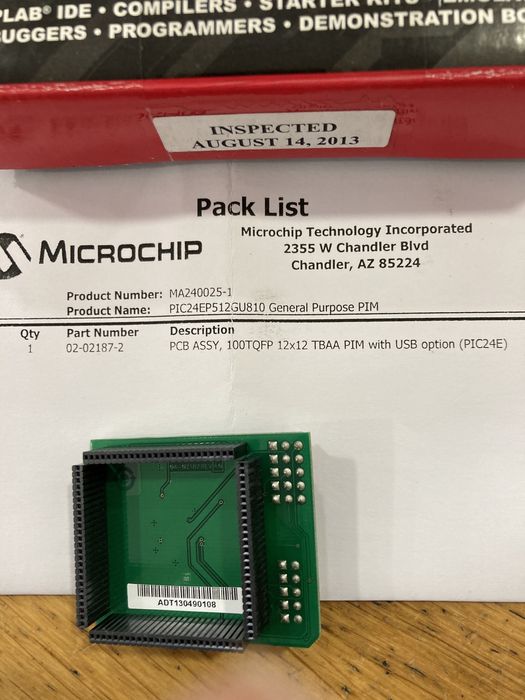 PLAB® IDE • COMPILERS • STARTER KITS •
UGGERS • PROGRAMMERS • DEMONSTRATION BO
INSPECTED
AUGUST 14, 2013
Pack List
MICROCHIP
Microchip Technology Incorporated
2355 W Chandler Blvd
Chandler, AZ 85224
Product Number: MA240025-1
Product Name: PIC24EP512GU810 General Purpose PIM
Qty Part Number Description
1 02-02187-2 PCB ASSY, 100TQFP 12x12 TBAA PIM with USB option (PIC24E)
ADT130490108